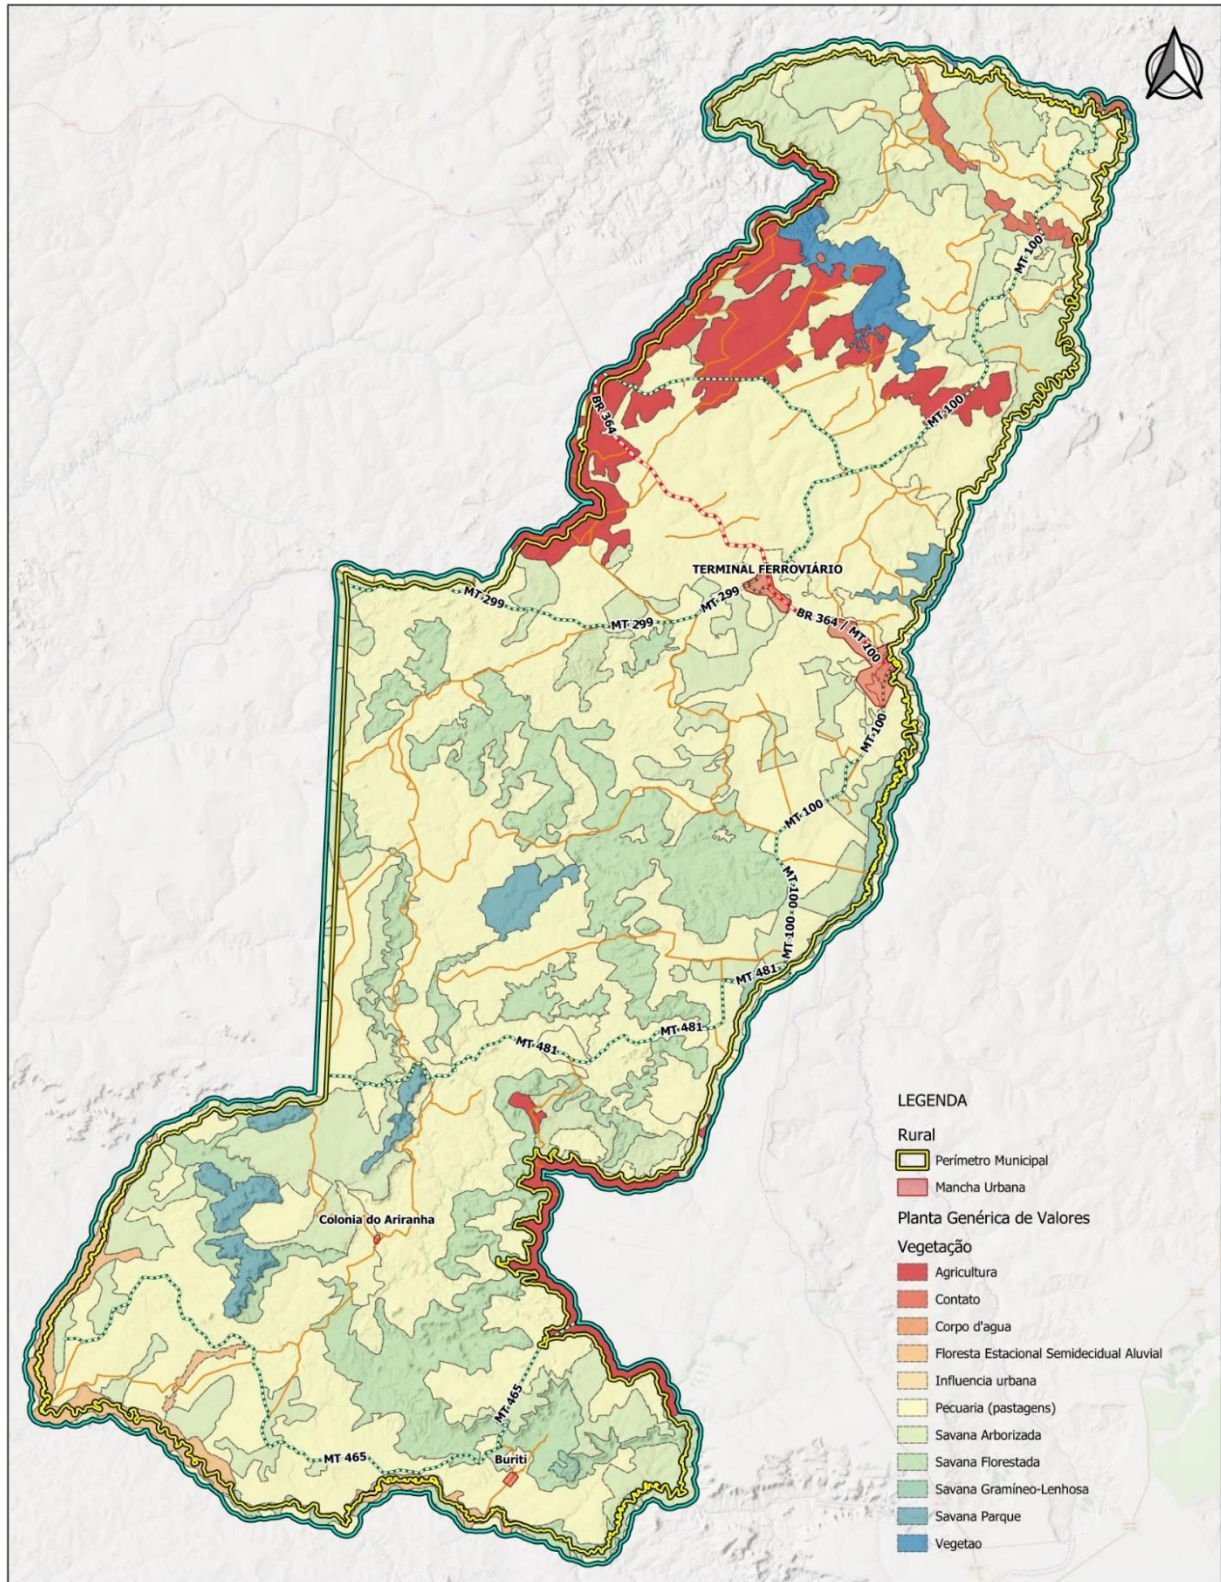 MT 100
BR 364
MT 100
TERMINAL FERROVIÁRIO
MT 299
MT 299
MT 299
BR 364 / MT 100
MT-100
MT-100
MT 100
MT 100
MT 481
MT 481
MT 481
Colonia do Ariranha
MT-465
MT 465
Buriti
LEGENDA
Rural
Perímetro Municipal
Mancha Urbana
Planta Genérica de Valores
Vegetação
Agricultura
Contato
Corpo d'agua
Floresta Estacional Semidecidual Aluvial
Influencia urbana
Pecuaria (pastagens)
Savana Arborizada
Savana Florestada
Savana Gramíneo-Lenhosa
Savana Parque
Vegetao